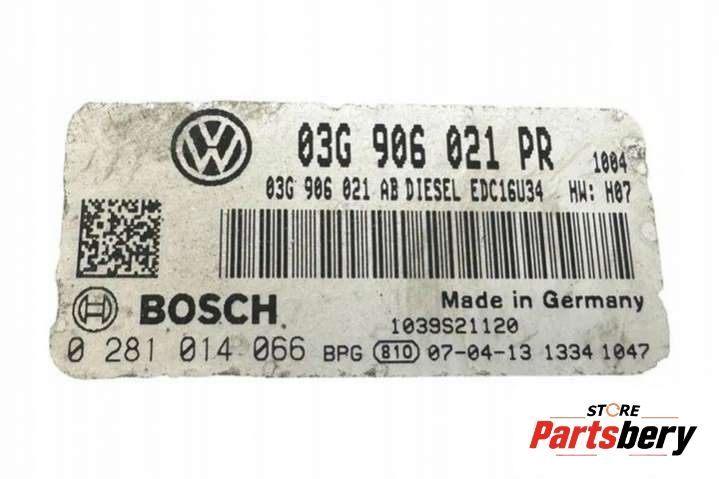 03G 906 021 PR 1004
03G 906 021 AB DIESEL EDC16U34 HW: H07
BOSCH
Made in Germany
1039S21120
0 281 014 066 BPG 810 07-04-13 1334 1047
STORE
Partsbery